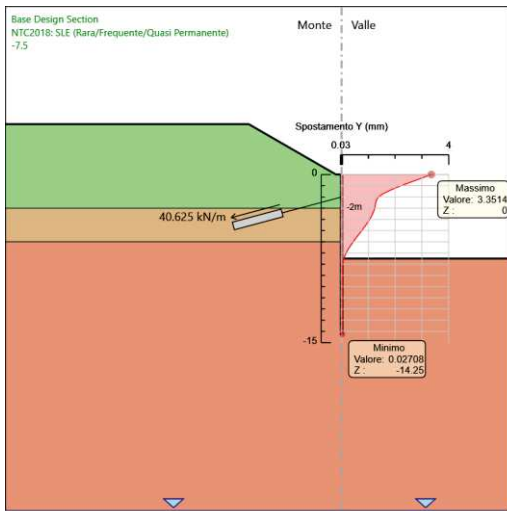 Base Design Section
NTC2018: SLE (Rara/Frequente/Quasi Permanente)
-7.5
Monte
Valle
Spostamento Y (mm)
0.03
4
0
-2m
Massimo
Valore: 3.3514
Z : 0
40.625 kN/m
-15
Minimo
Valore: 0.02708
Z : -14.25